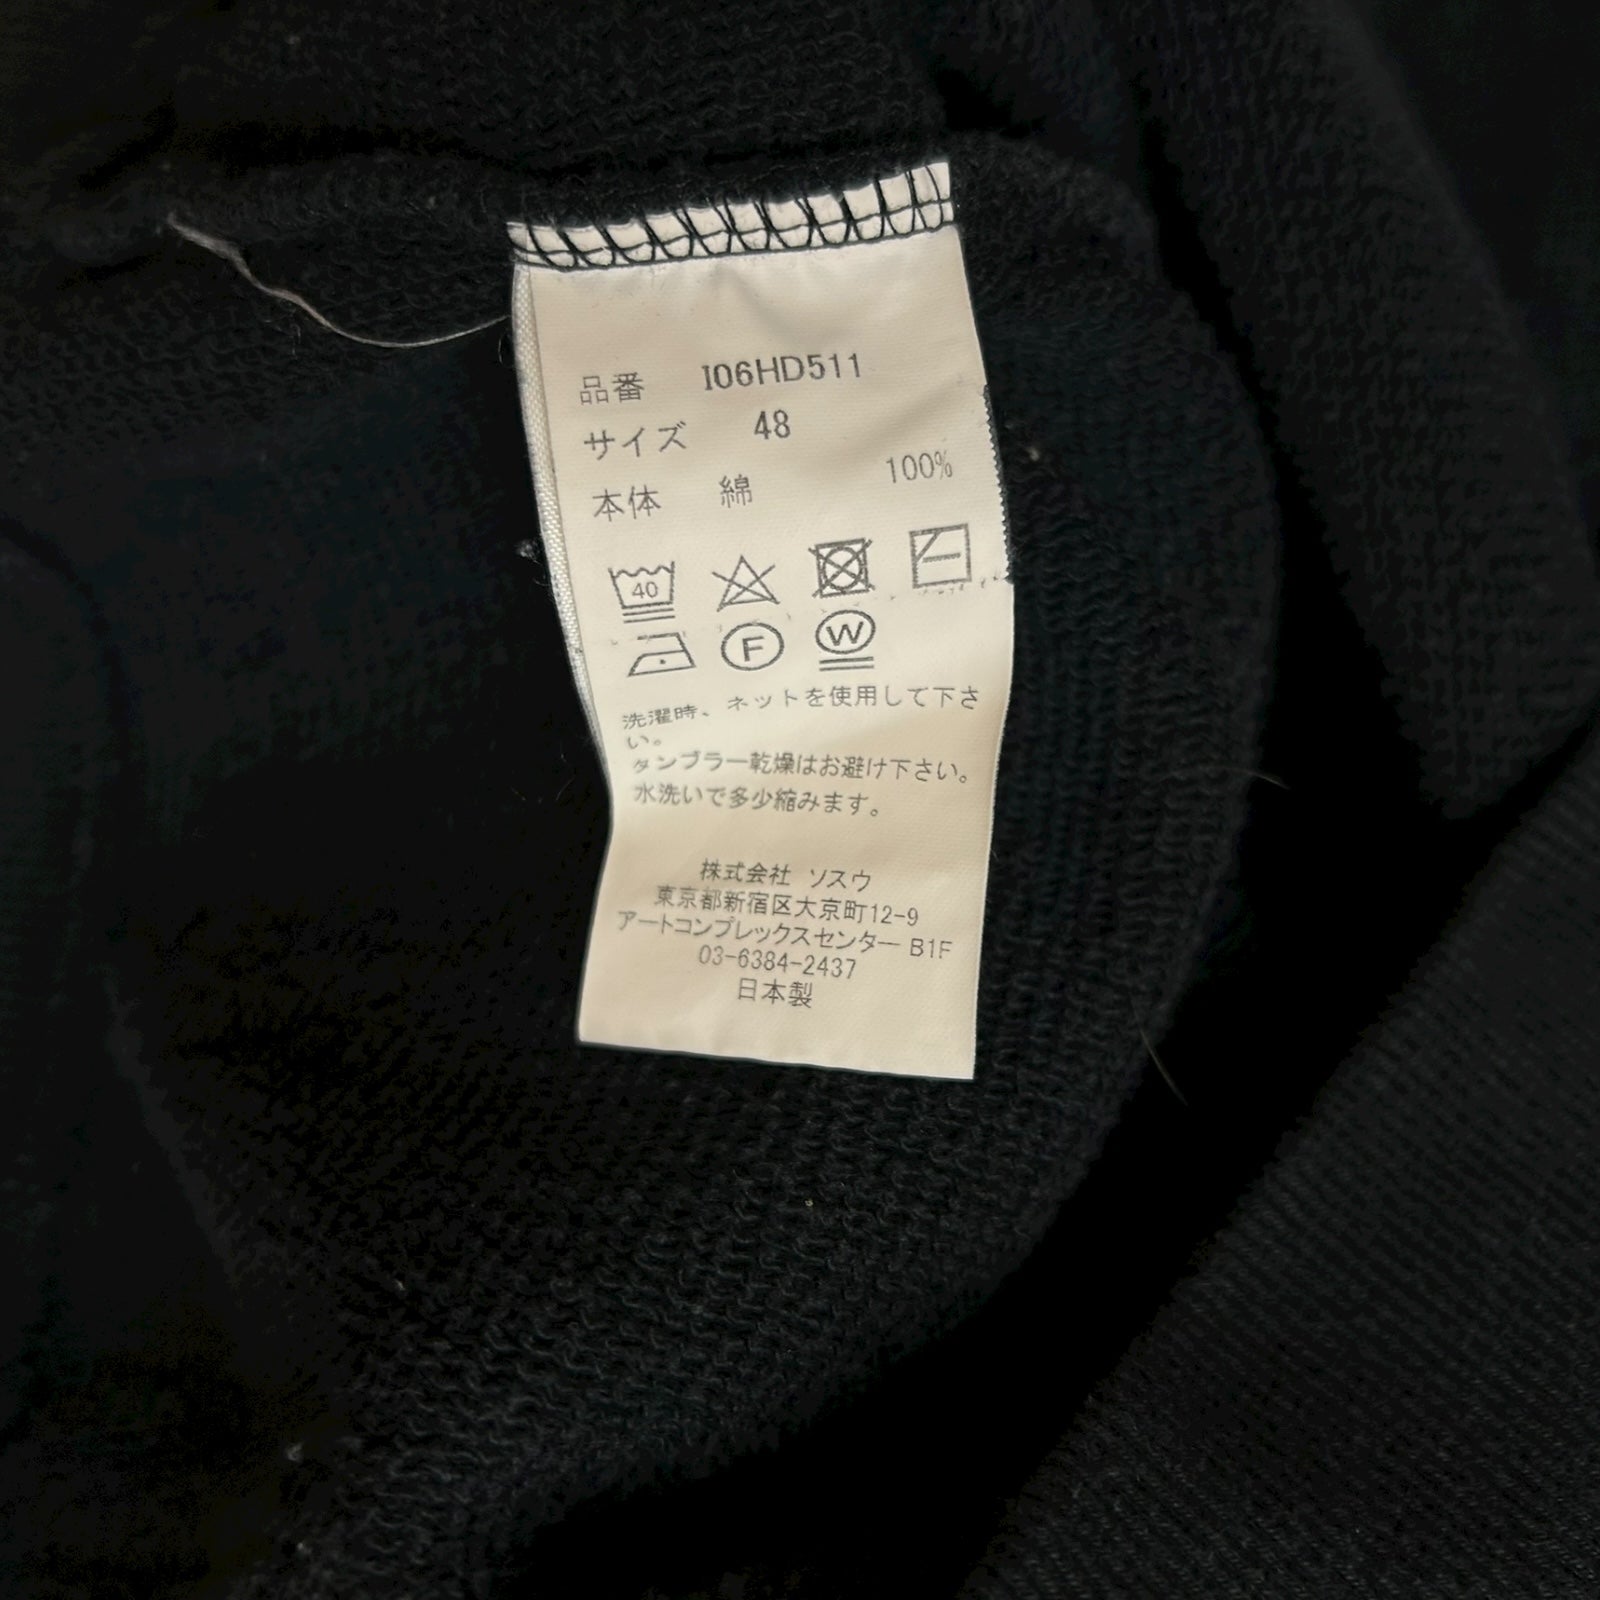 品番 I06HD511
サイズ 48
本体 綿 100%
40
F W
洗濯時、ネットを使用して下さ
い。
タンブラー乾燥はお避け下さい。
水洗いで多少縮みます。
株式会社 ソスウ
東京都新宿区大京町12-9
アートコンプレックスセンター B1F
03-6384-2437
日本製